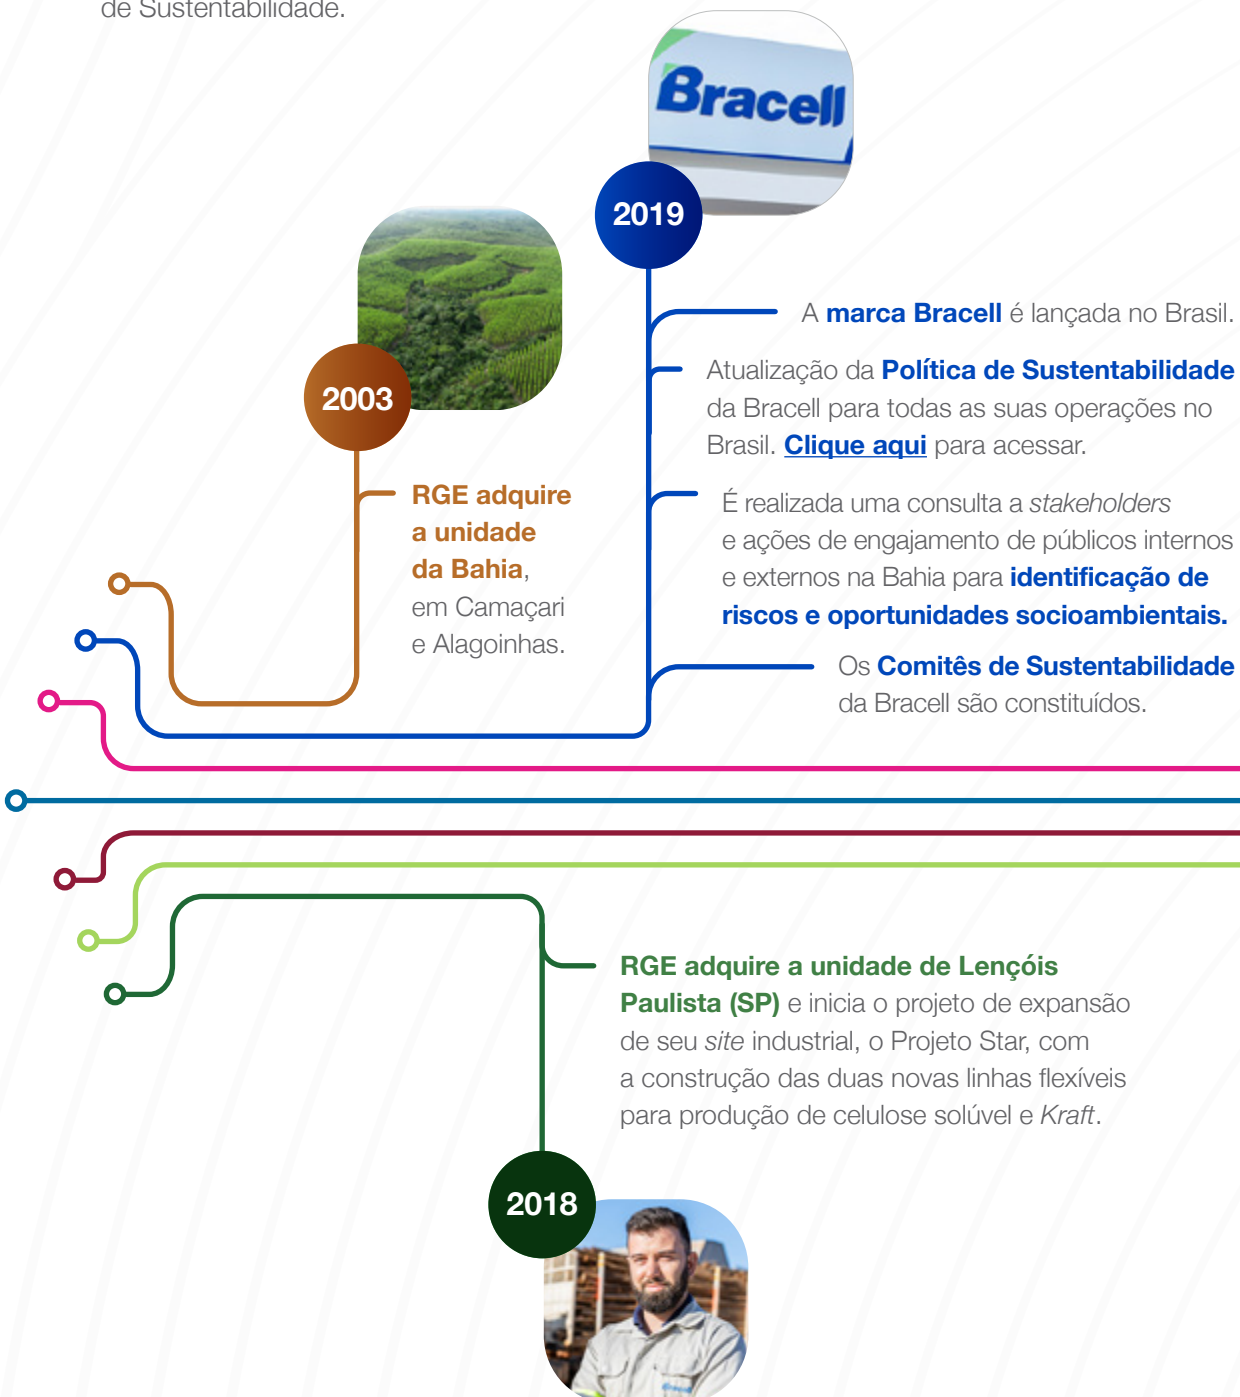 de Sustentabilidade.
Bracell
2019
2003
A marca Bracell é lançada no Brasil.
Atualização da Política de Sustentabilidade
da Bracell para todas as suas operações no
Brasil. Clique aqui para acessar.
É realizada uma consulta a stakeholders
e ações de engajamento de públicos internos
e externos na Bahia para identificação de
riscos e oportunidades socioambientais.
Os Comitês de Sustentabilidade
da Bracell são constituídos.
RGE adquire
a unidade
da Bahia,
em Camaçari
e Alagoinhas.
RGE adquire a unidade de Lençóis
Paulista (SP) e inicia o projeto de expansão
de seu site industrial, o Projeto Star, com
a construção das duas novas linhas flexíveis
para produção de celulose solúvel e Kraft.
2018
Bracell